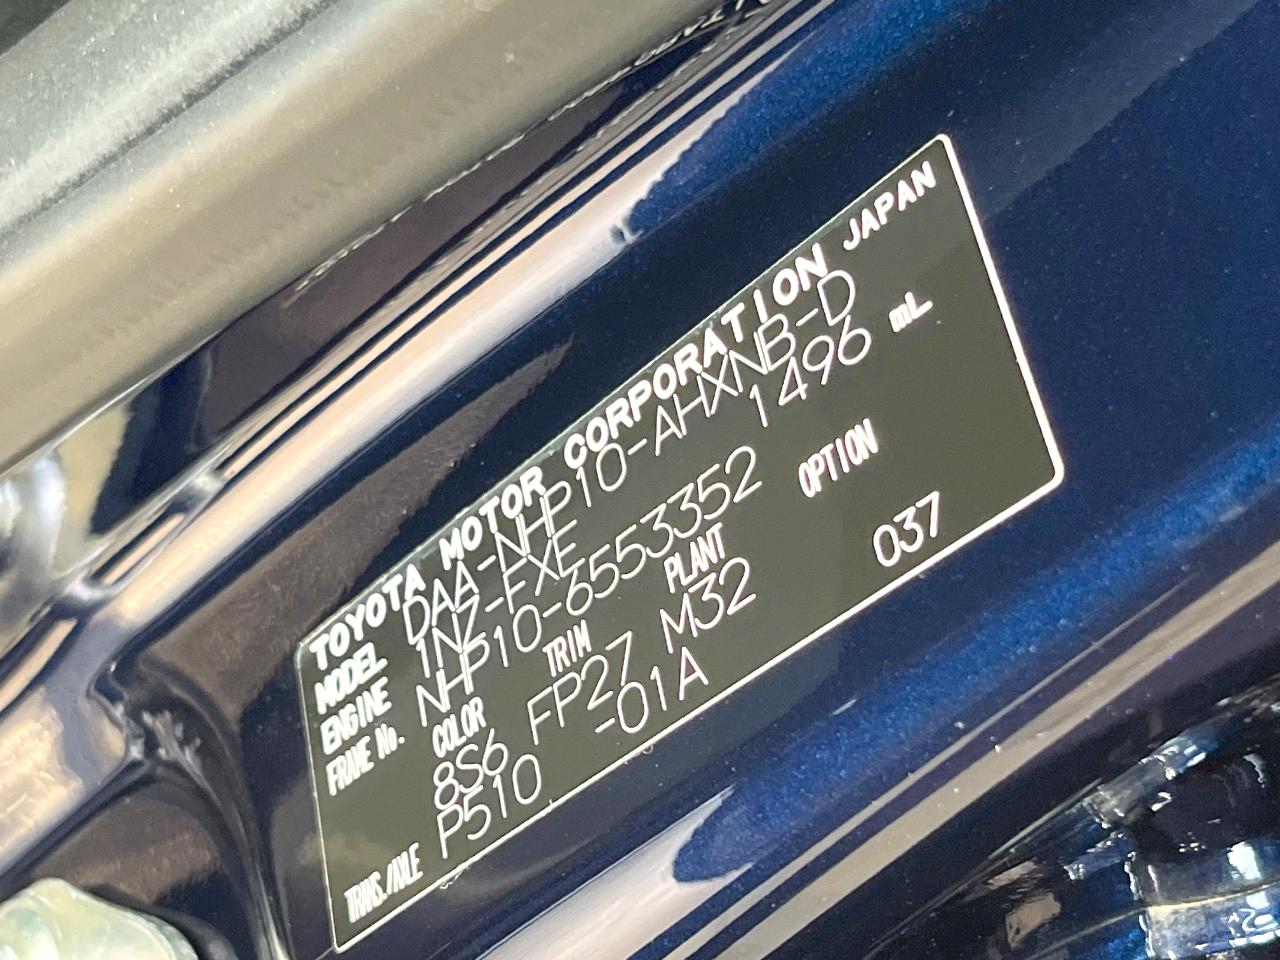 TOYOTA MOTOR CORPORATION JAPAN
MODEL DAA-NHP10-AHXNB-D
ENGINE 1NZ-FXE 1496 mL
FRAME No. NHP10-6553352
COLOR TRIM PLANT OPTION
8S6 FP27 M32 037
TRANS./AXLE P510 -01A